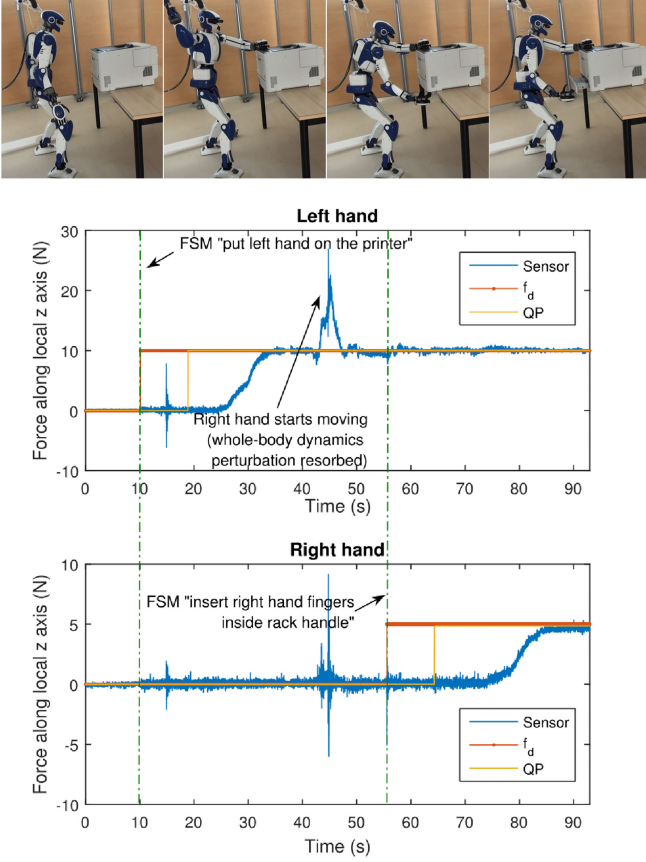 Left hand
Force along local z axis (N)
30
20
10
0
-10
FSM "put left hand on the printer"
Sensor
f_d
QP
Right hand starts moving
(whole-body dynamics
perturbation resorbed)
0 10 20 30 40 50 60 70 80 90
Time (s)
Right hand
Force along local z axis (N)
10
5
0
-5
-10
FSM "insert right hand fingers
inside rack handle"
Sensor
f_d
QP
0 10 20 30 40 50 60 70 80 90
Time (s)